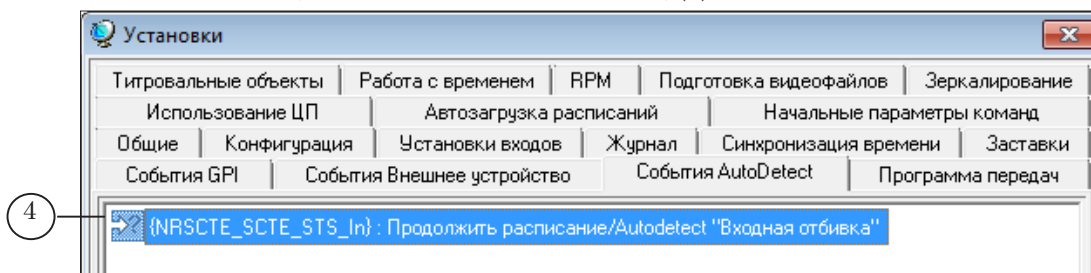 Установки
Титровальные объекты Работа с временем RPM Подготовка видеофайлов Зеркалирование
Использование ЦП Автозагрузка расписаний Начальные параметры команд
Общие Конфигурация Установки входов Журнал Синхронизация времени Заставки
События GPI События Внешнее устройство События AutoDetect Программа передач
4
{NRSCTE_SCTE_STS_In} : Продолжить расписание/Autodetect "Входная отбивка"